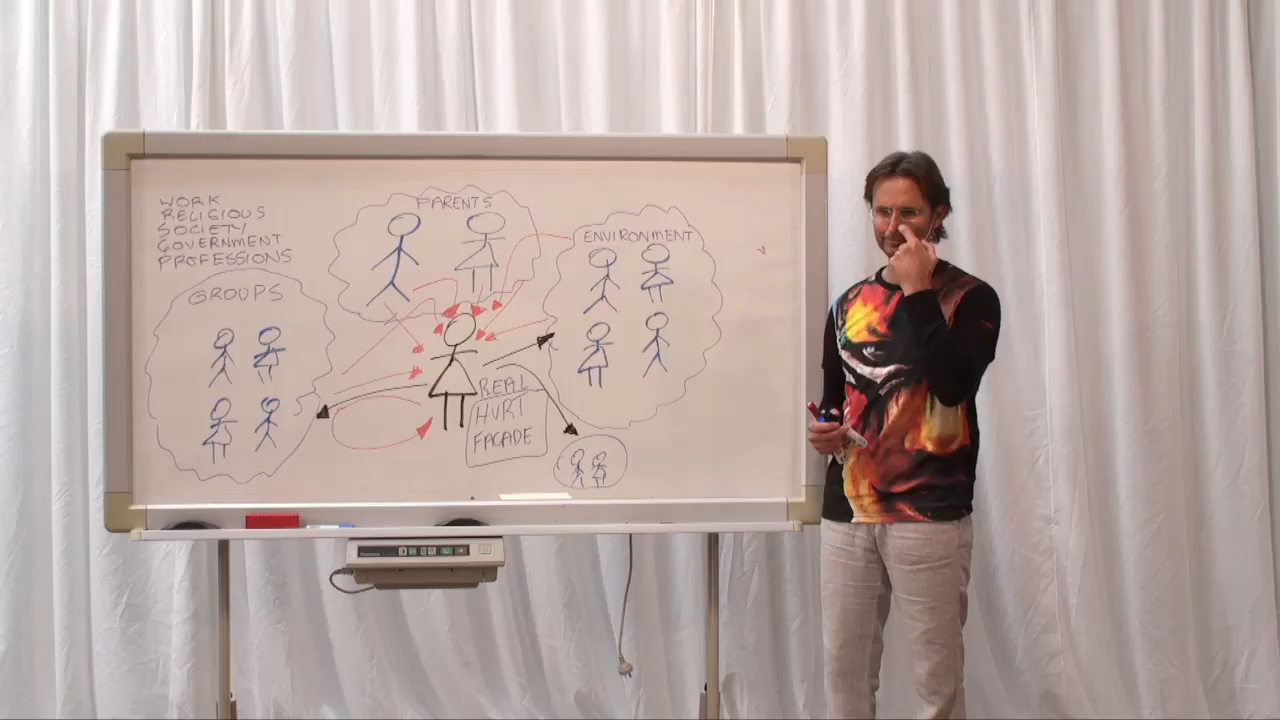 WORK
RELIGIOUS
SOCIETY
GOVERNMENT
PROFESSIONS
GROUPS
PARENTS
ENVIRONMENT
REAL
HURT
FACADE